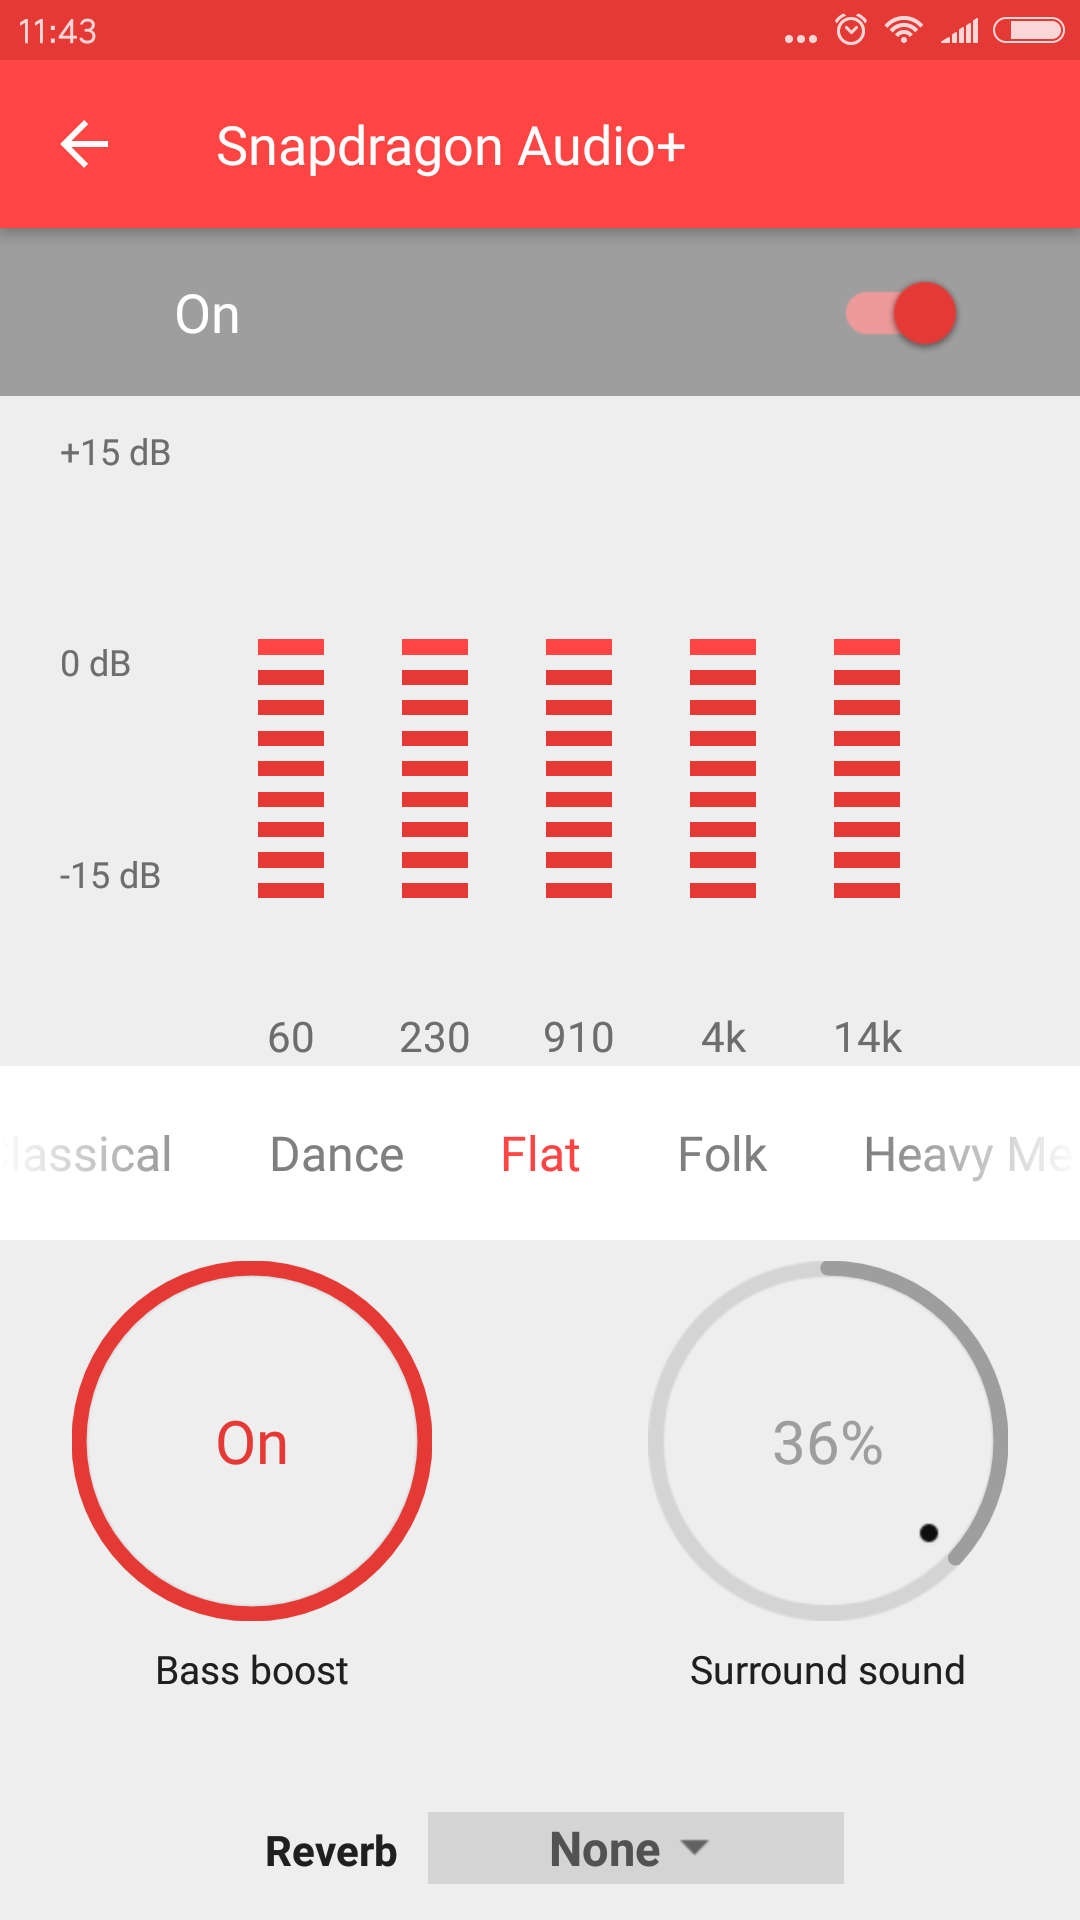 11:43
Snapdragon Audio+
On
+15 dB
0 dB
-15 dB
60 230 910 4k 14k
lassical Dance Flat Folk Heavy Me
On 36%
Bass boost Surround sound
Reverb None